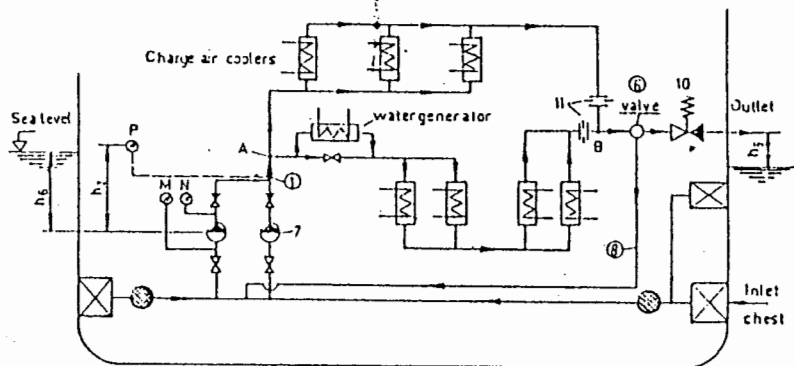 Charge air coolers
water generator
Sea level
P
M N
A
1
7
h6
h7
11
B
6
valve
10
Outlet
h5
8
Inlet
chest